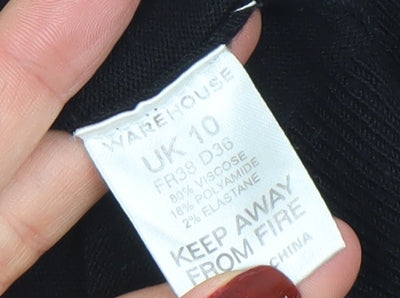 WAREHOUSE
UK 10
FR38 D36
80% VISCOSE
18% POLYAMIDE
2% ELASTANE
KEEP AWAY
FROM FIRE
CHINA